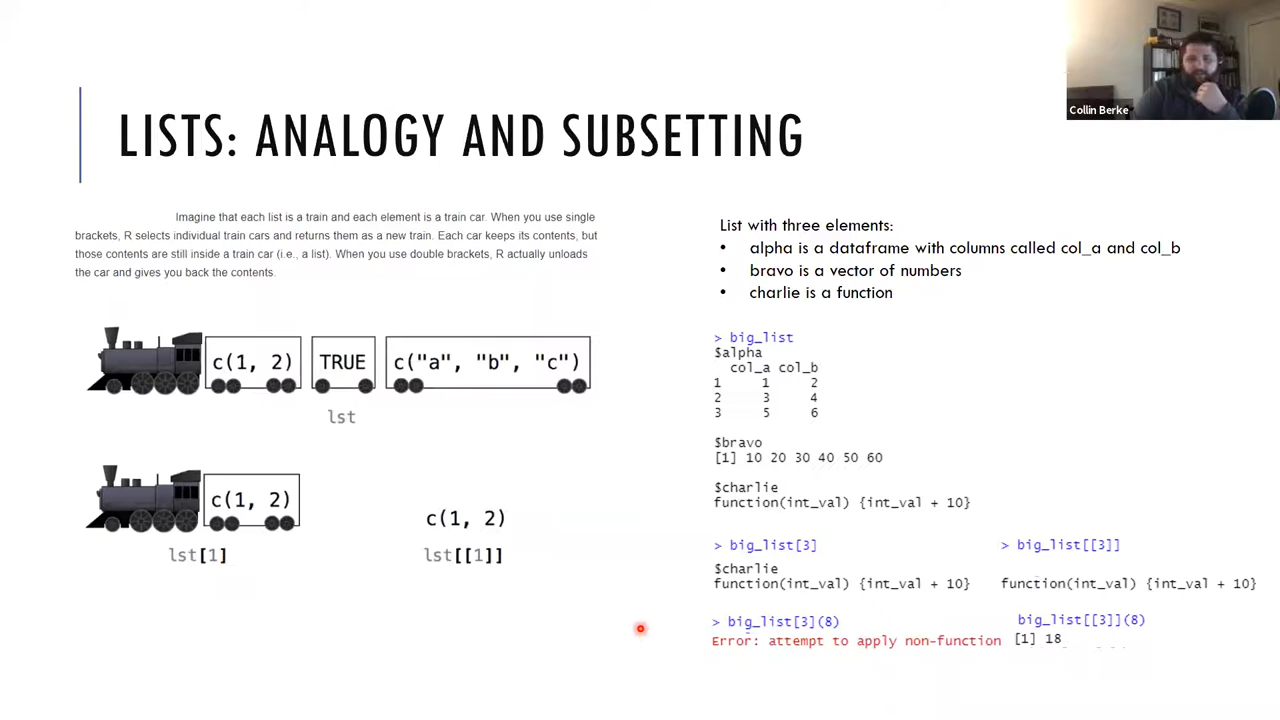 Collin Berke
LISTS: ANALOGY AND SUBSETTING
Imagine that each list is a train and each element is a train car. When you use single
brackets, R selects individual train cars and returns them as a new train. Each car keeps its contents, but
those contents are still inside a train car (i.e., a list). When you use double brackets, R actually unloads
the car and gives you back the contents.
c(1, 2)
TRUE
c("a", "b", "c")
lst
c(1, 2)
lst[1]
c(1, 2)
lst[[1]]
List with three elements:
• alpha is a dataframe with columns called col_a and col_b
• bravo is a vector of numbers
• charlie is a function
> big_list
$alpha
col_a col_b
1 1 2
2 3 4
3 5 6
$bravo
[1] 10 20 30 40 50 60
$charlie
function(int_val) {int_val + 10}
> big_list[3]
$charlie
function(int_val) {int_val + 10}
> big_list[3](8)
Error: attempt to apply non-function
> big_list[[3]]
function(int_val) {int_val + 10}
big_list[[3]](8)
[1] 18